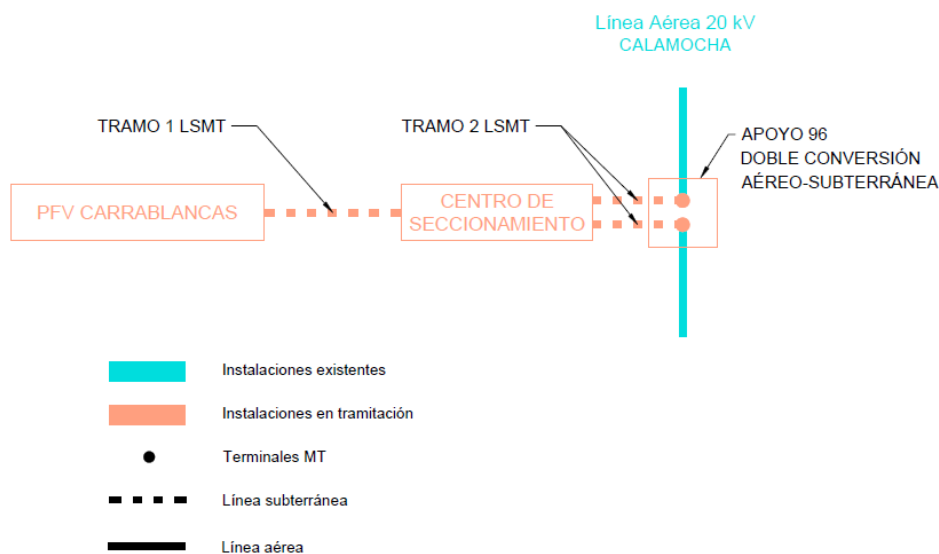 Línea Aérea 20 kV
CALAMOCHA
TRAMO 1 LSMT
TRAMO 2 LSMT
APOYO 96
DOBLE CONVERSIÓN
AÉREO-SUBTERRÁNEA
PFV CARRABLANCAS
CENTRO DE
SECCIONAMIENTO
Instalaciones existentes
Instalaciones en tramitación
Terminales MT
Línea subterránea
Línea aérea